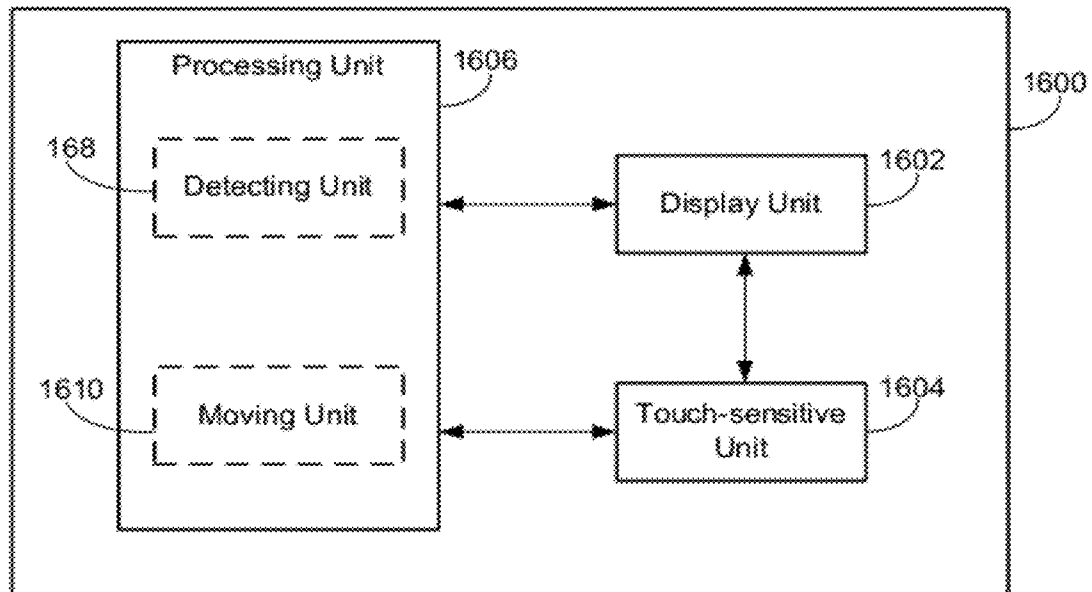 Processing Unit
1606
1600
168
Detecting Unit
1602
Display Unit
1610
Moving Unit
1604
Touch-sensitive
Unit